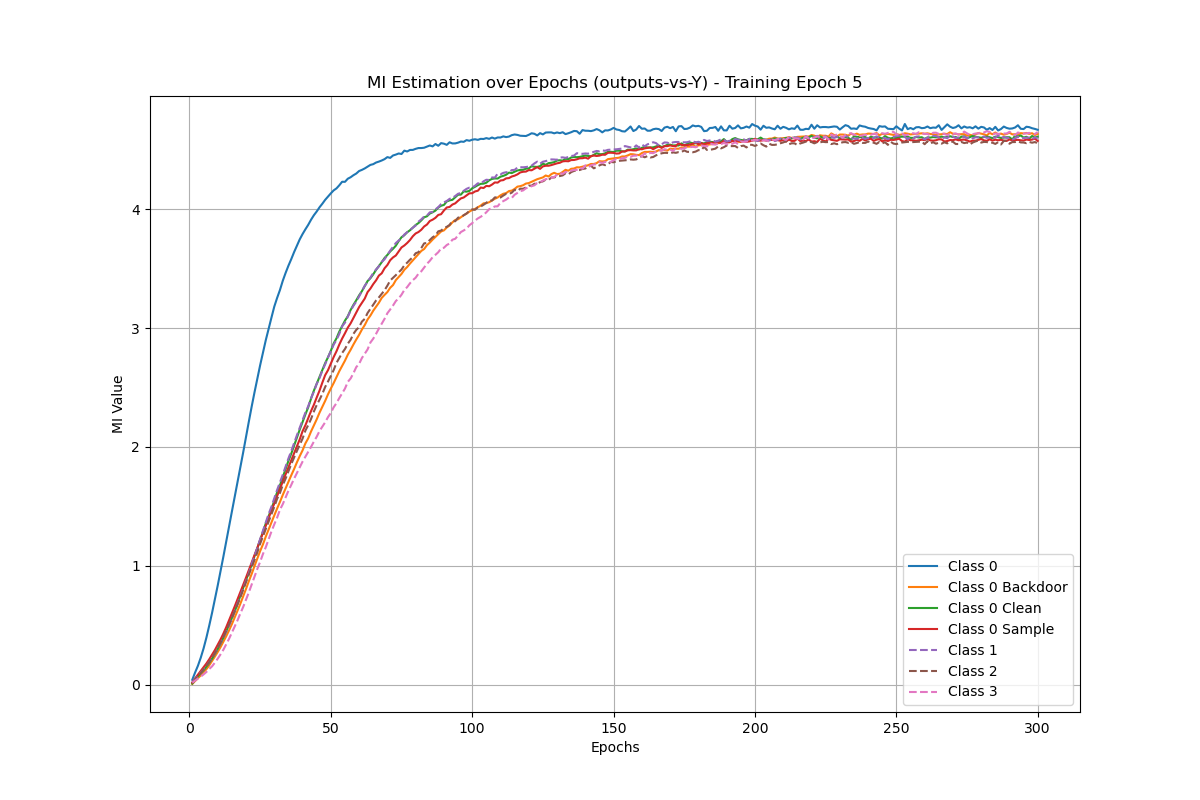 MI Estimation over Epochs (outputs-vs-Y) - Training Epoch 5
MI Value
4
3
2
1
0
0 50 100 150 200 250 300
Epochs
Class 0
Class 0 Backdoor
Class 0 Clean
Class 0 Sample
Class 1
Class 2
Class 3